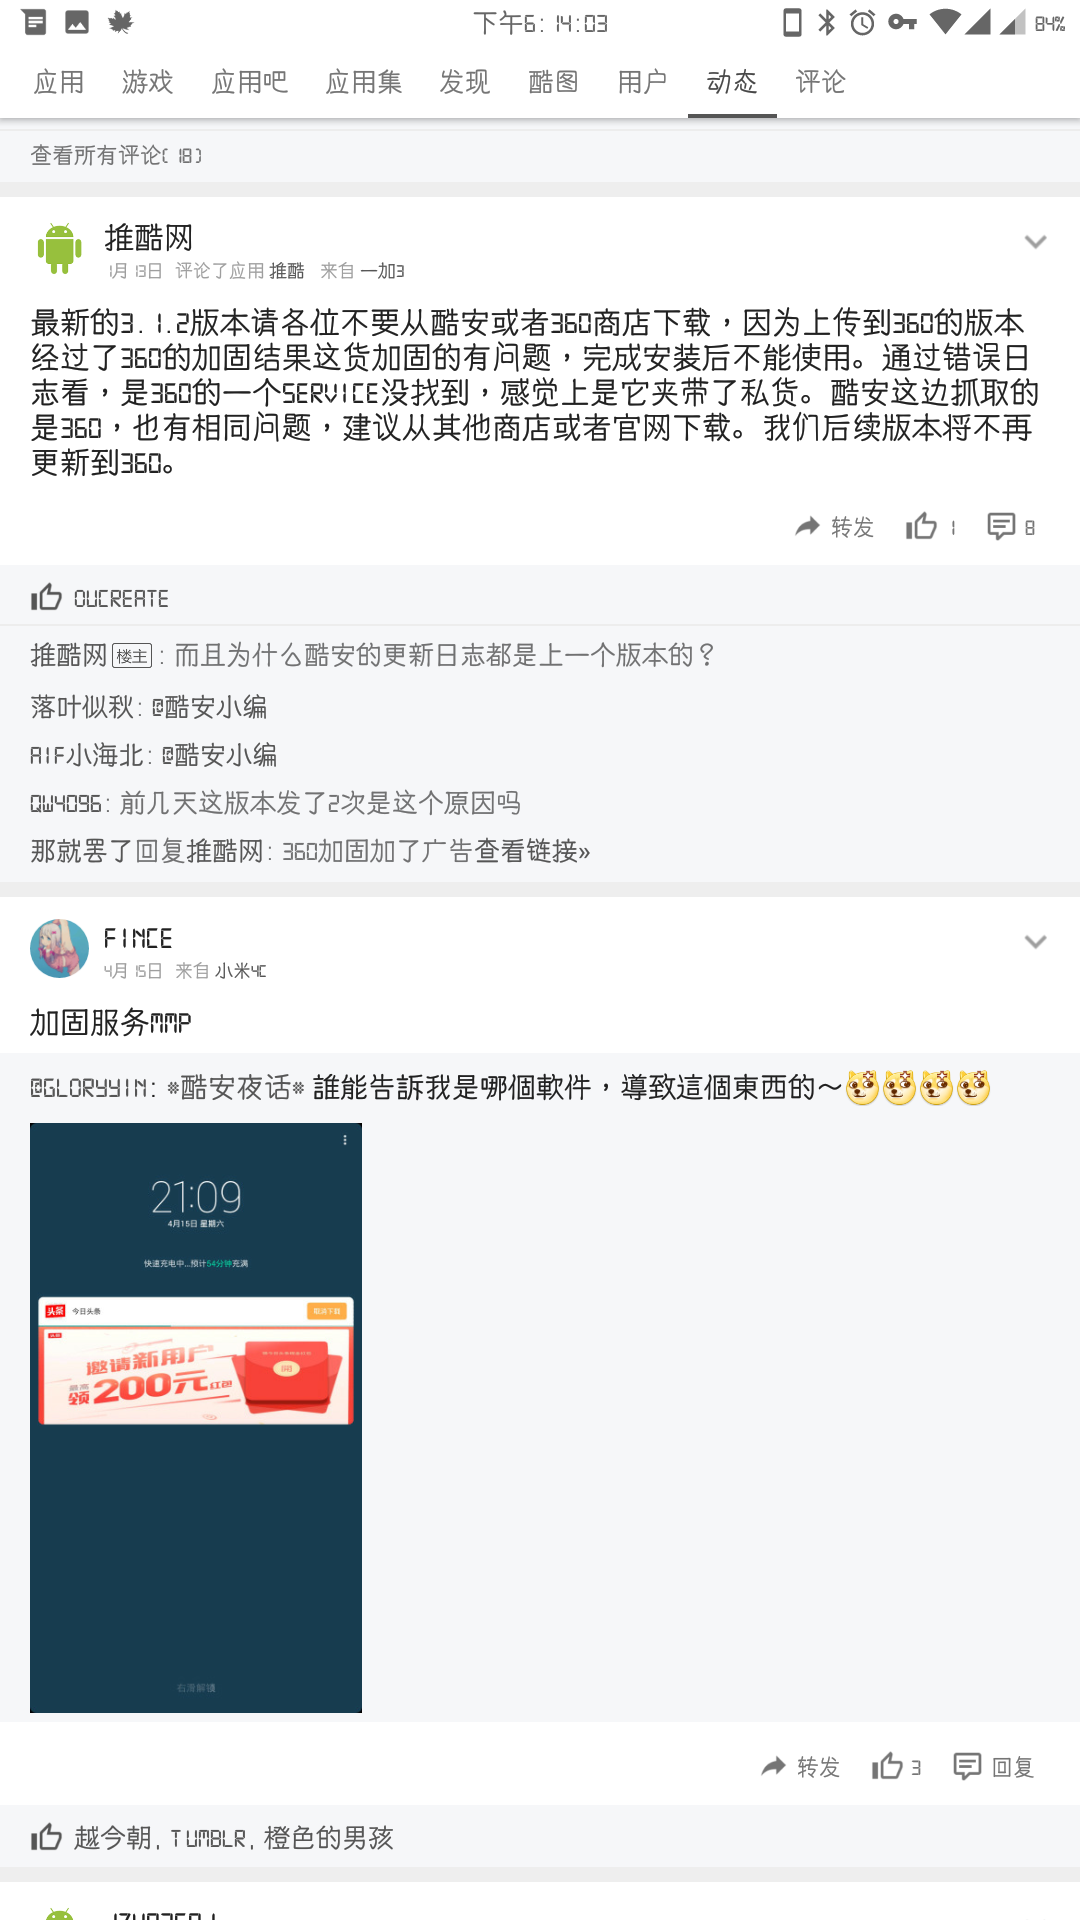 下午6:14:03 84%
应用 游戏 应用吧 应用集 发现 酷图 用户 动态 评论
查看所有评论(18)
推酷网
1月13日 评论了应用 推酷 来自 一加3
最新的3.1.2版本请各位不要从酷安或者360商店下载，因为上传到360的版本
经过了360的加固结果这货加固的有问题，完成安装后不能使用。通过错误日
志看，是360的一个SERVICE没找到，感觉上是它夹带了私货。酷安这边抓取的
是360，也有相同问题，建议从其他商店或者官网下载。我们后续版本将不再
更新到360。
转发 1 8
OUCREATE
推酷网 楼主 : 而且为什么酷安的更新日志都是上一个版本的？
落叶似秋: @酷安小编
AIF小海北: @酷安小编
QW4096: 前几天这版本发了2次是这个原因吗
那就罢了回复推酷网: 360加固加了广告查看链接»
FINCE
4月15日 来自 小米4C
加固服务MMP
@GLORYYIN: *酷安夜话* 誰能告訴我是哪個軟件，導致這個東西的～
21:09
4月15日 星期六
快速充电中...预计54分钟充满
头条 今日头条 取消下载
头条
邀请新用户
最高领200元红包
開
右滑解锁
转发 3 回复
越今朝, TUMBLR, 橙色的男孩